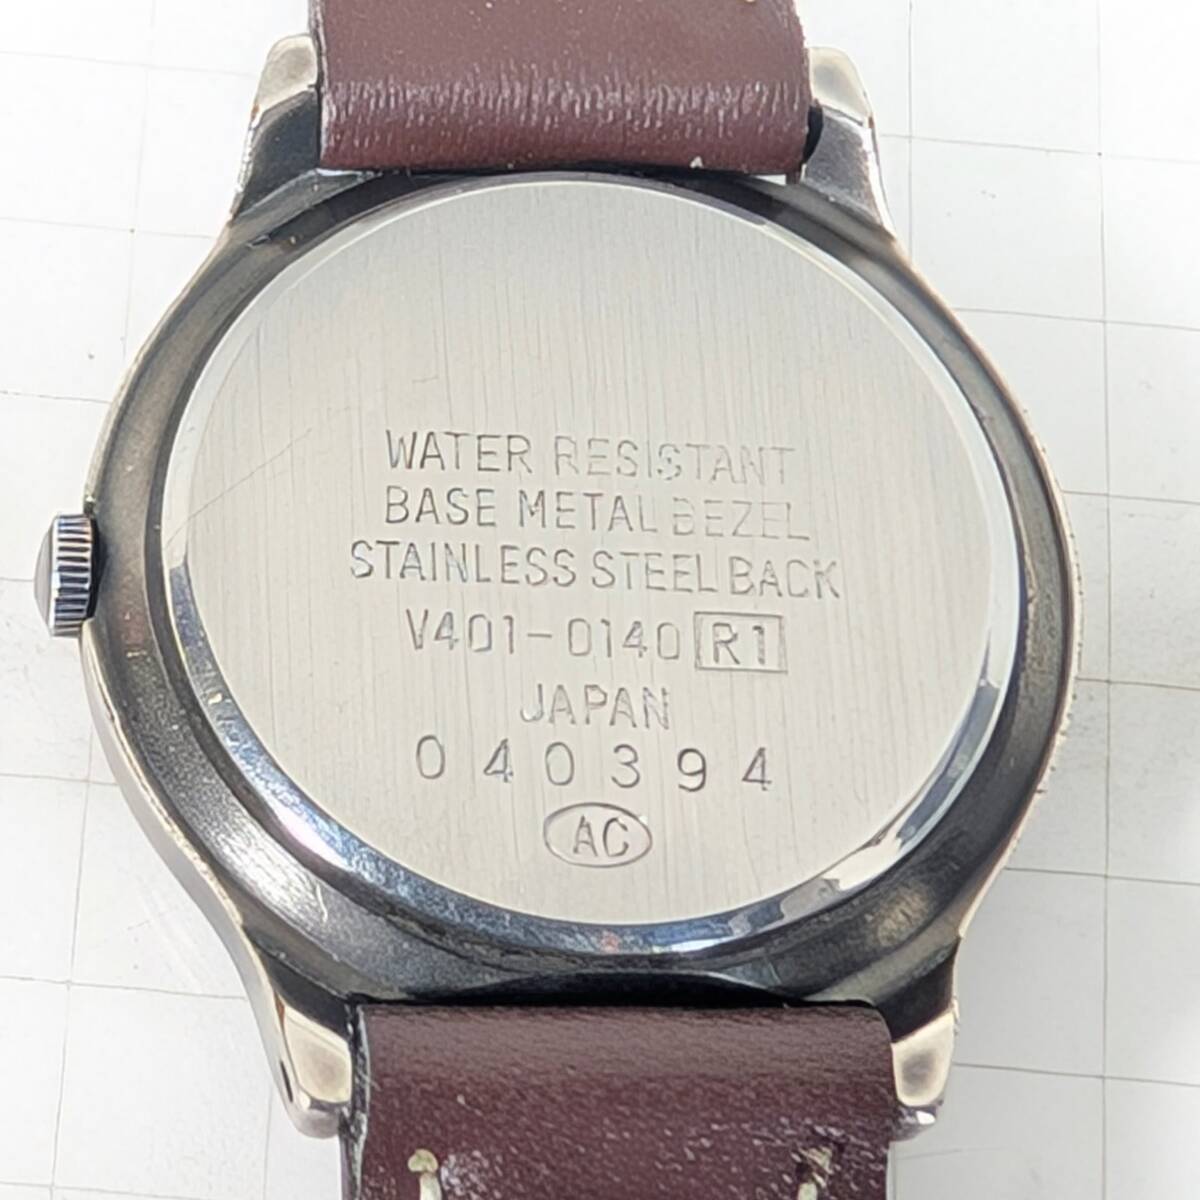 WATER RESISTANT
BASE METAL BEZEL
STAINLESS STEEL BACK
V401-0140 R1
JAPAN
040394
AC